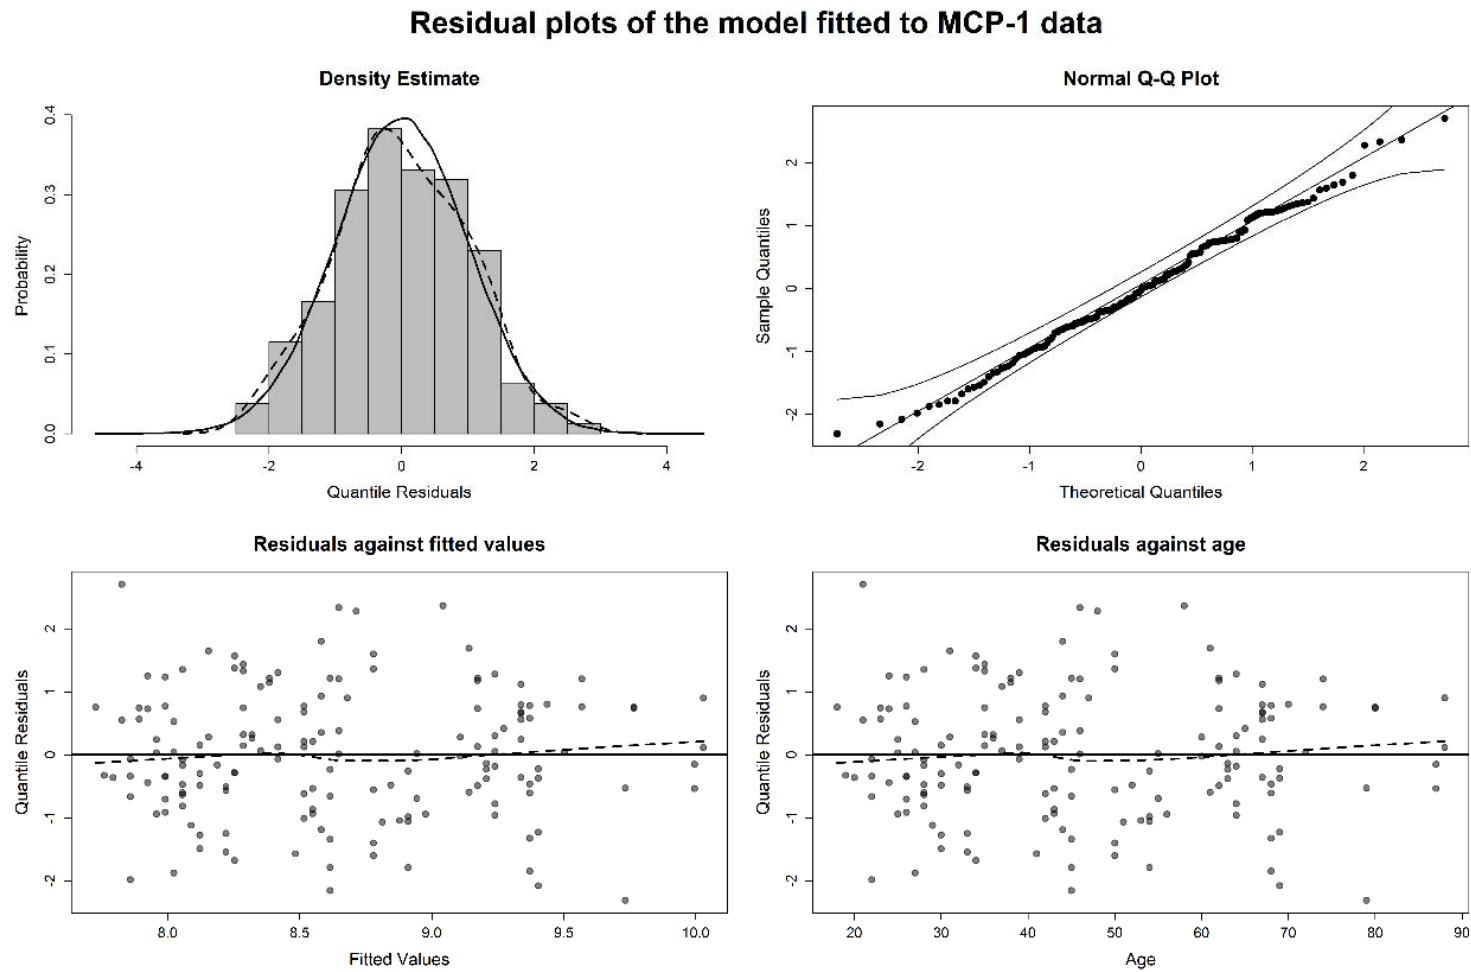 Residual plots of the model fitted to MCP-1 data
Density Estimate
Probability
0.0 0.1 0.2 0.3 0.4
-4 -2 0 2 4
Quantile Residuals
Normal Q-Q Plot
Sample Quantiles
-2 -1 0 1 2
-2 -1 0 1 2
Theoretical Quantiles
Residuals against fitted values
Quantile Residuals
-2 -1 0 1 2
8.0 8.5 9.0 9.5 10.0
Fitted Values
Residuals against age
Quantile Residuals
-2 -1 0 1 2
20 30 40 50 60 70 80 90
Age